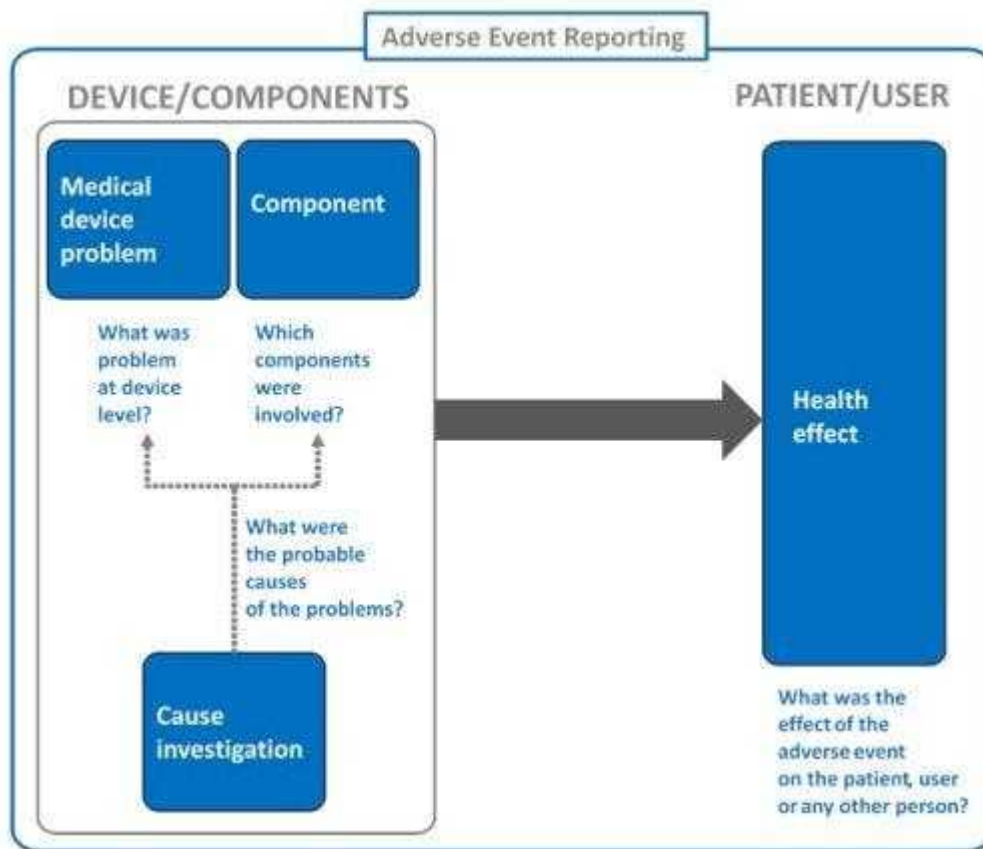 Adverse Event Reporting
DEVICE/COMPONENTS
PATIENT/USER
Medical
device
problem
Component
What was
problem
at device
level?
Which
components
were
involved?
What were
the probable
causes
of the problems?
Cause
investigation
Health
effect
What was the
effect of the
adverse event
on the patient, user
or any other person?